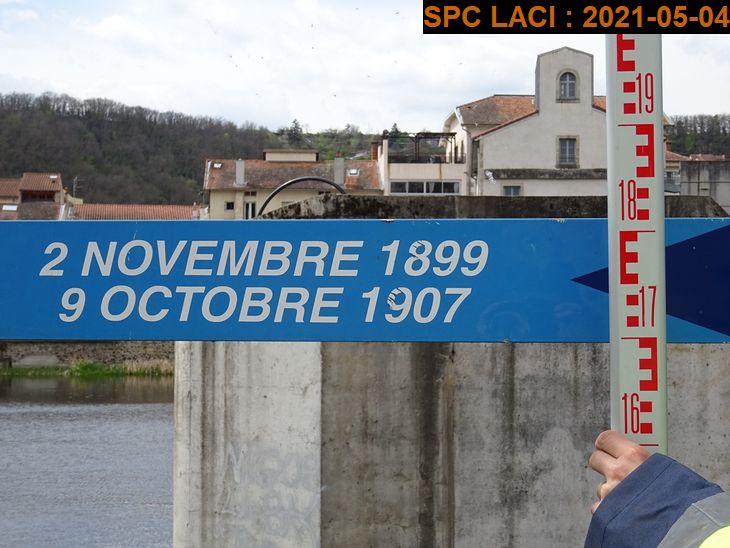 SPC LACI : 2021-05-04
19
18
2 NOVEMBRE 1899
9 OCTOBRE 1907
17
16